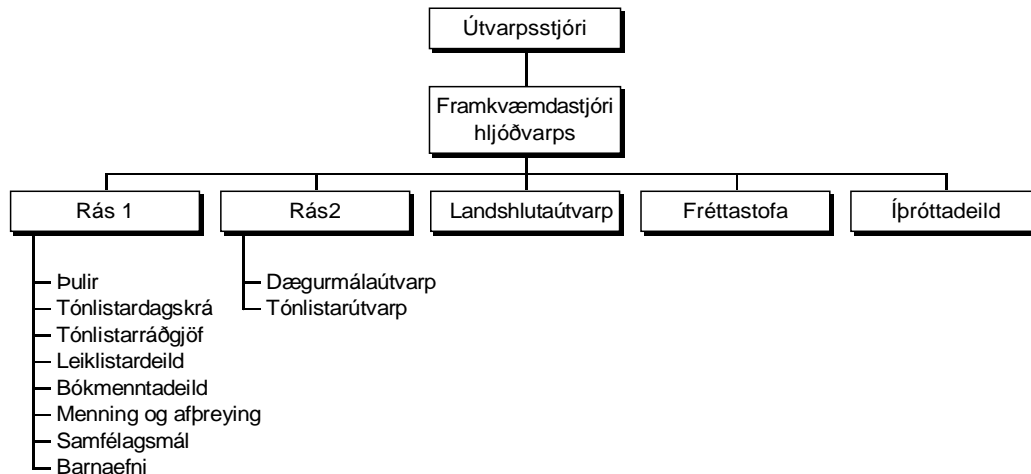 Útvarpsstjóri
Framkvæmdastjóri
hljóðvarps
Rás 1
Rás2
Landshlutaútvarp
Fréttastofa
Íþróttadeild
Þulir
Tónlistardagskrá
Tónlistarráðgjöf
Leiklistardeild
Bókmenntadeild
Menning og afþreying
Samfélagsmál
Barnaefni
Dægurmálaútvarp
Tónlistarútvarp